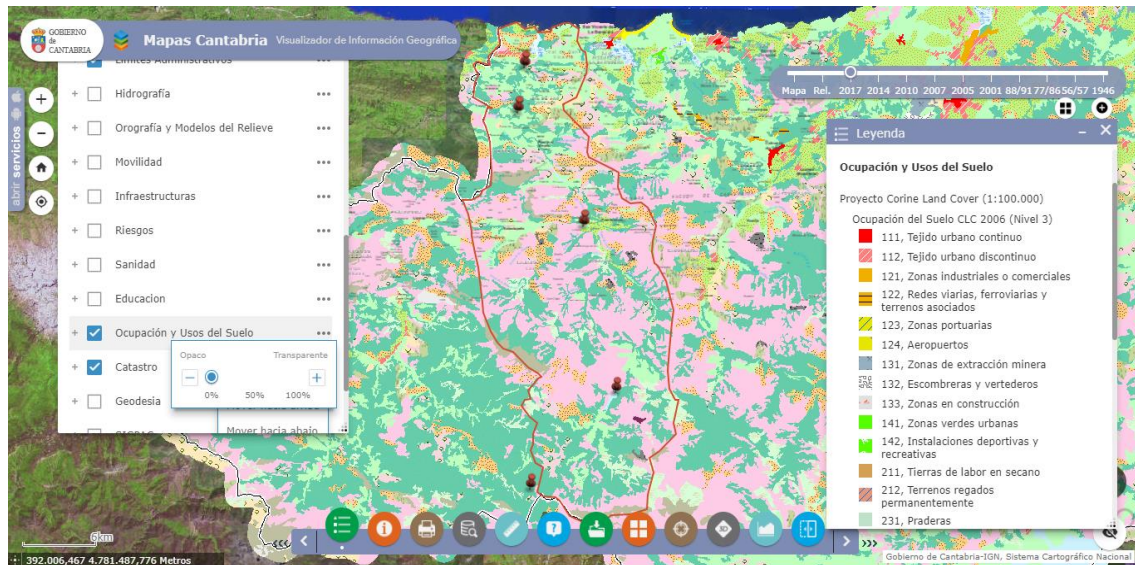 GOBIERNO
de
CANTABRIA
Mapas Cantabria Visualizador de Información Geográfica
abrir servicios
Límites Administrativos
Hidrografía
Orografía y Modelos del Relieve
Movilidad
Infraestructuras
Riesgos
Sanidad
Educacion
Ocupación y Usos del Suelo
Catastro
Geodesia
Opaco Transparente
0% 50% 100%
Mover hacia abajo
Mapa Rel. 2017 2014 2010 2007 2005 2001 88/91 77/86 56/57 1946
Leyenda
Ocupación y Usos del Suelo
Proyecto Corine Land Cover (1:100.000)
Ocupación del Suelo CLC 2006 (Nivel 3)
111, Tejido urbano continuo
112, Tejido urbano discontinuo
121, Zonas industriales o comerciales
122, Redes viarias, ferroviarias y
terrenos asociados
123, Zonas portuarias
124, Aeropuertos
131, Zonas de extracción minera
132, Escombreras y vertederos
133, Zonas en construcción
141, Zonas verdes urbanas
142, Instalaciones deportivas y
recreativas
211, Tierras de labor en secano
212, Terrenos regados
permanentemente
231, Praderas
6km
3D
392.006,467 4.781.487,776 Metros
Gobierno de Cantabria-IGN, Sistema Cartográfico Nacional